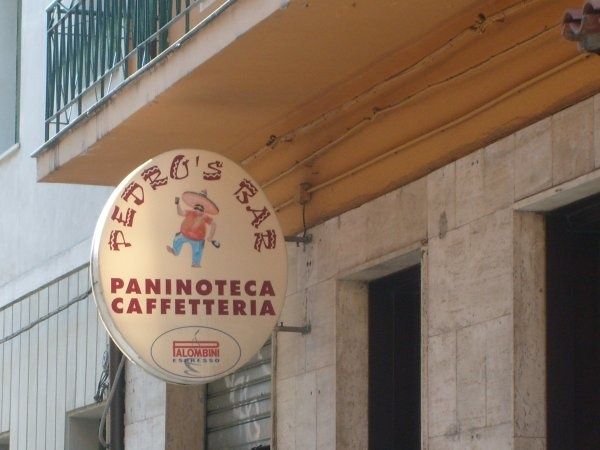 PEDRO'S BAR
PANINOTECA
CAFFETTERIA
PALOMBINI
ESPRESSO